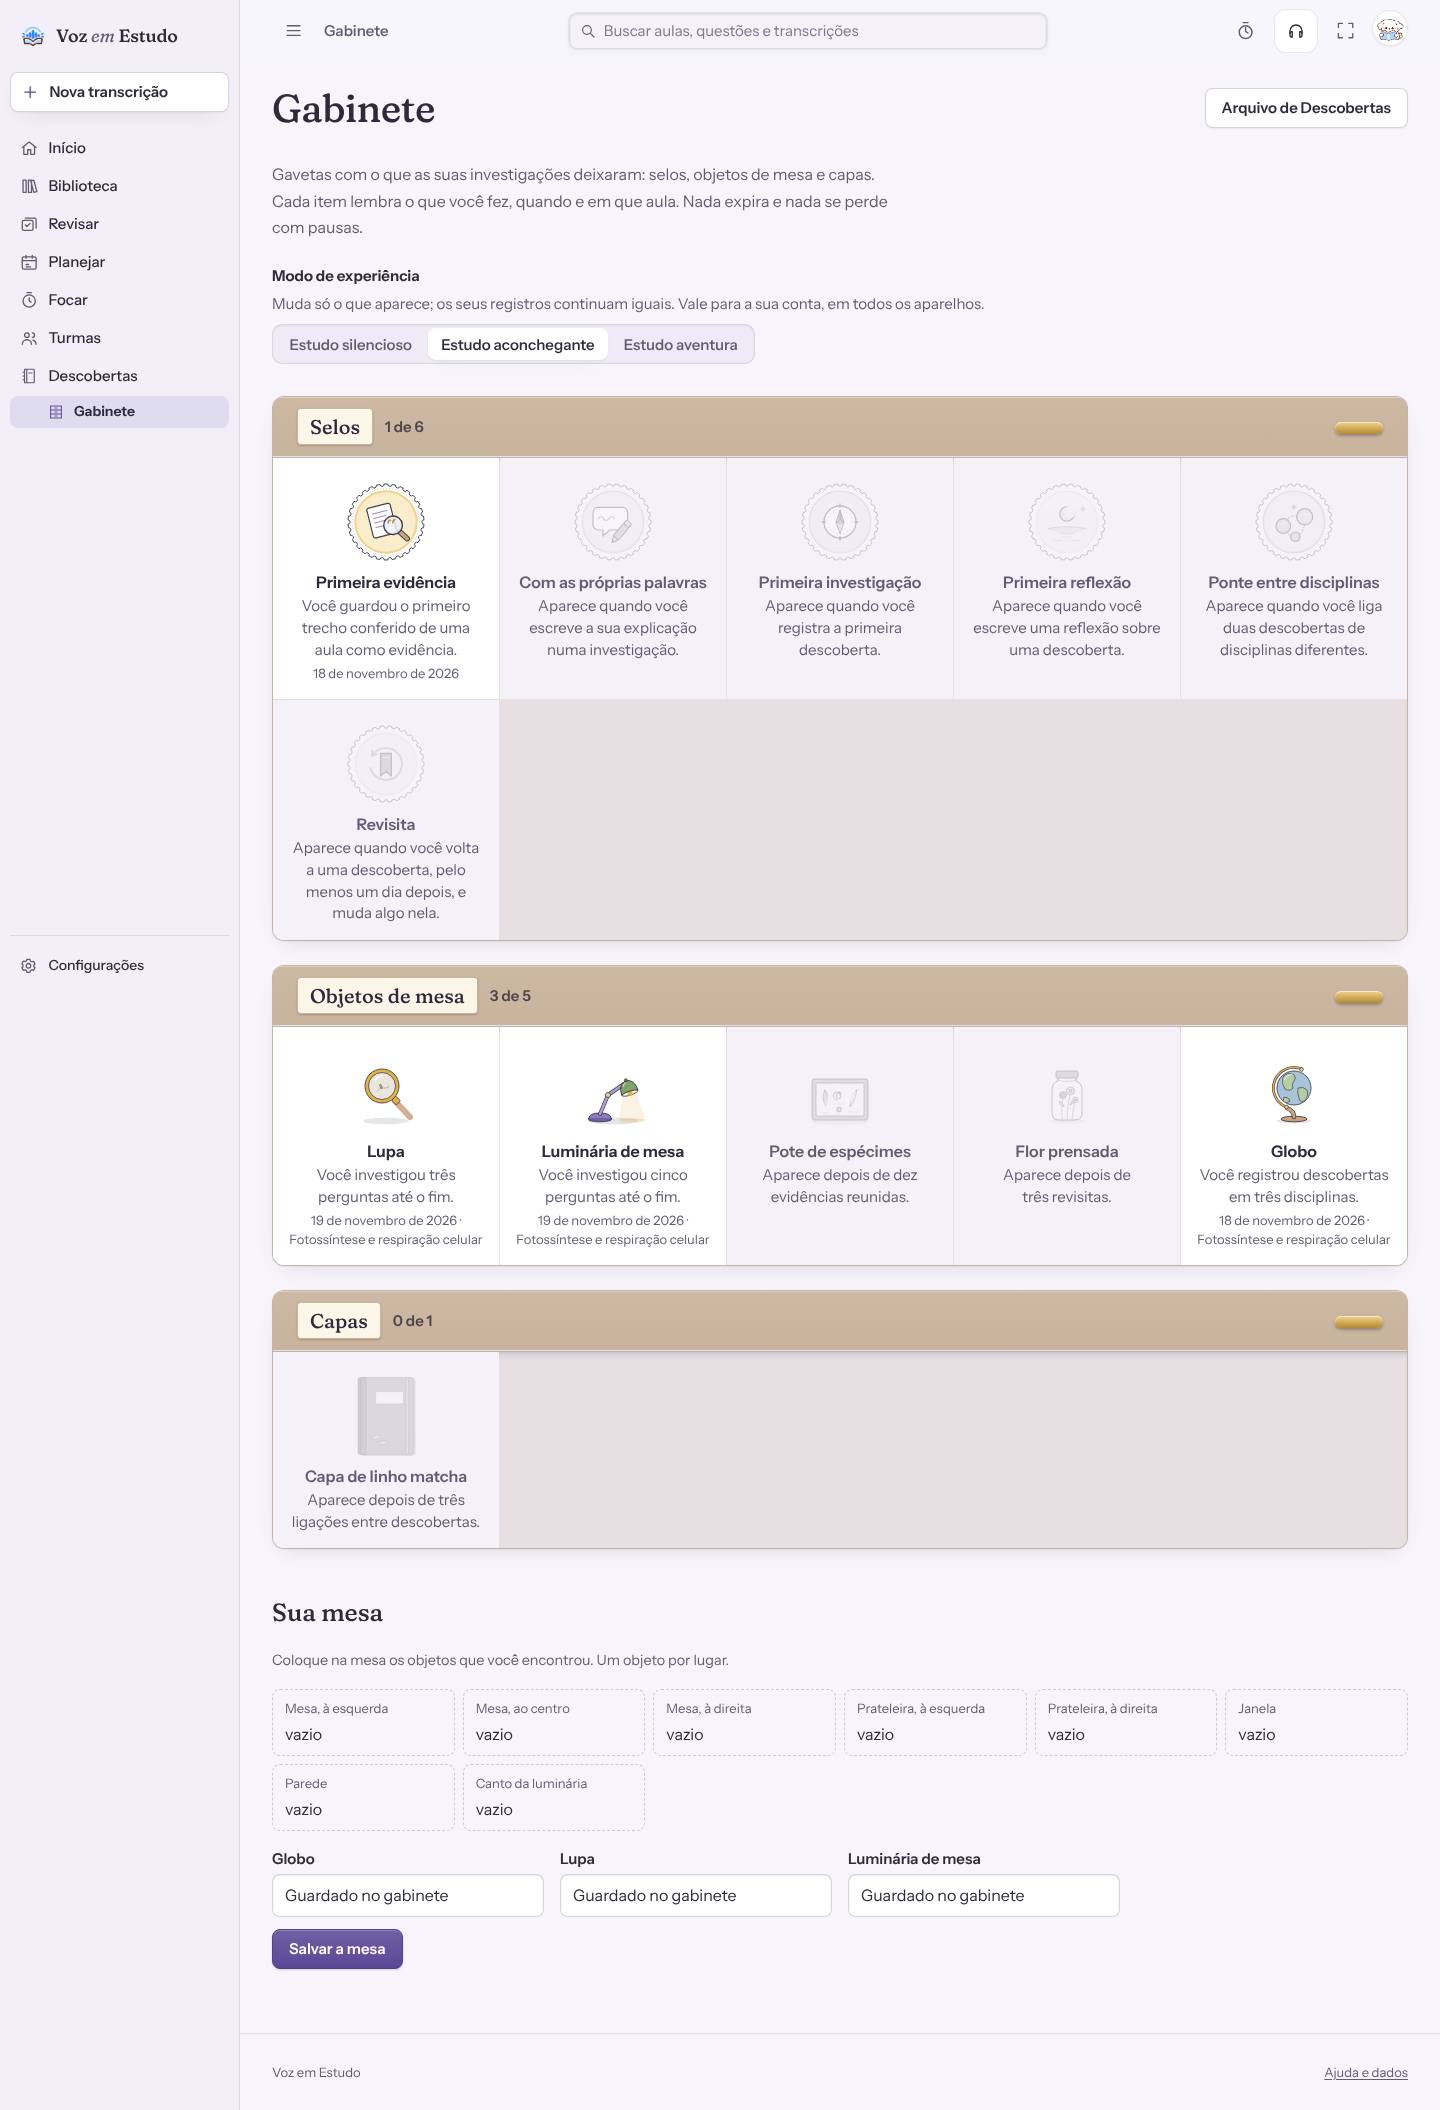 Voz em Estudo
Nova transcrição
Início
Biblioteca
Revisar
Planejar
Focar
Turmas
Descobertas
Gabinete
Configurações
Gabinete
Buscar aulas, questões e transcrições
Gabinete
Arquivo de Descobertas
Gavetas com o que as suas investigações deixaram: selos, objetos de mesa e capas.
Cada item lembra o que você fez, quando e em que aula. Nada expira e nada se perde
com pausas.
Modo de experiência
Muda só o que aparece; os seus registros continuam iguais. Vale para a sua conta, em todos os aparelhos.
Estudo silencioso
Estudo aconchegante
Estudo aventura
Selos
1 de 6
Primeira evidência
Você guardou o primeiro
trecho conferido de uma
aula como evidência.
18 de novembro de 2026
Com as próprias palavras
Aparece quando você
escreve a sua explicação
numa investigação.
Primeira investigação
Aparece quando você
registra a primeira
descoberta.
Primeira reflexão
Aparece quando você
escreve uma reflexão sobre
uma descoberta.
Ponte entre disciplinas
Aparece quando você liga
duas descobertas de
disciplinas diferentes.
Revisita
Aparece quando você volta
a uma descoberta, pelo
menos um dia depois, e
muda algo nela.
Objetos de mesa
3 de 5
Lupa
Você investigou três
perguntas até o fim.
19 de novembro de 2026 ·
Fotossíntese e respiração celular
Luminária de mesa
Você investigou cinco
perguntas até o fim.
19 de novembro de 2026 ·
Fotossíntese e respiração celular
Pote de espécimes
Aparece depois de dez
evidências reunidas.
Flor prensada
Aparece depois de
três revisitas.
Globo
Você registrou descobertas
em três disciplinas.
18 de novembro de 2026 ·
Fotossíntese e respiração celular
Capas
0 de 1
Capa de linho matcha
Aparece depois de três
ligações entre descobertas.
Sua mesa
Coloque na mesa os objetos que você encontrou. Um objeto por lugar.
Mesa, à esquerda
vazio
Mesa, ao centro
vazio
Mesa, à direita
vazio
Prateleira, à esquerda
vazio
Prateleira, à direita
vazio
Janela
vazio
Parede
vazio
Canto da luminária
vazio
Globo
Guardado no gabinete
Lupa
Guardado no gabinete
Luminária de mesa
Guardado no gabinete
Salvar a mesa
Voz em Estudo
Ajuda e dados